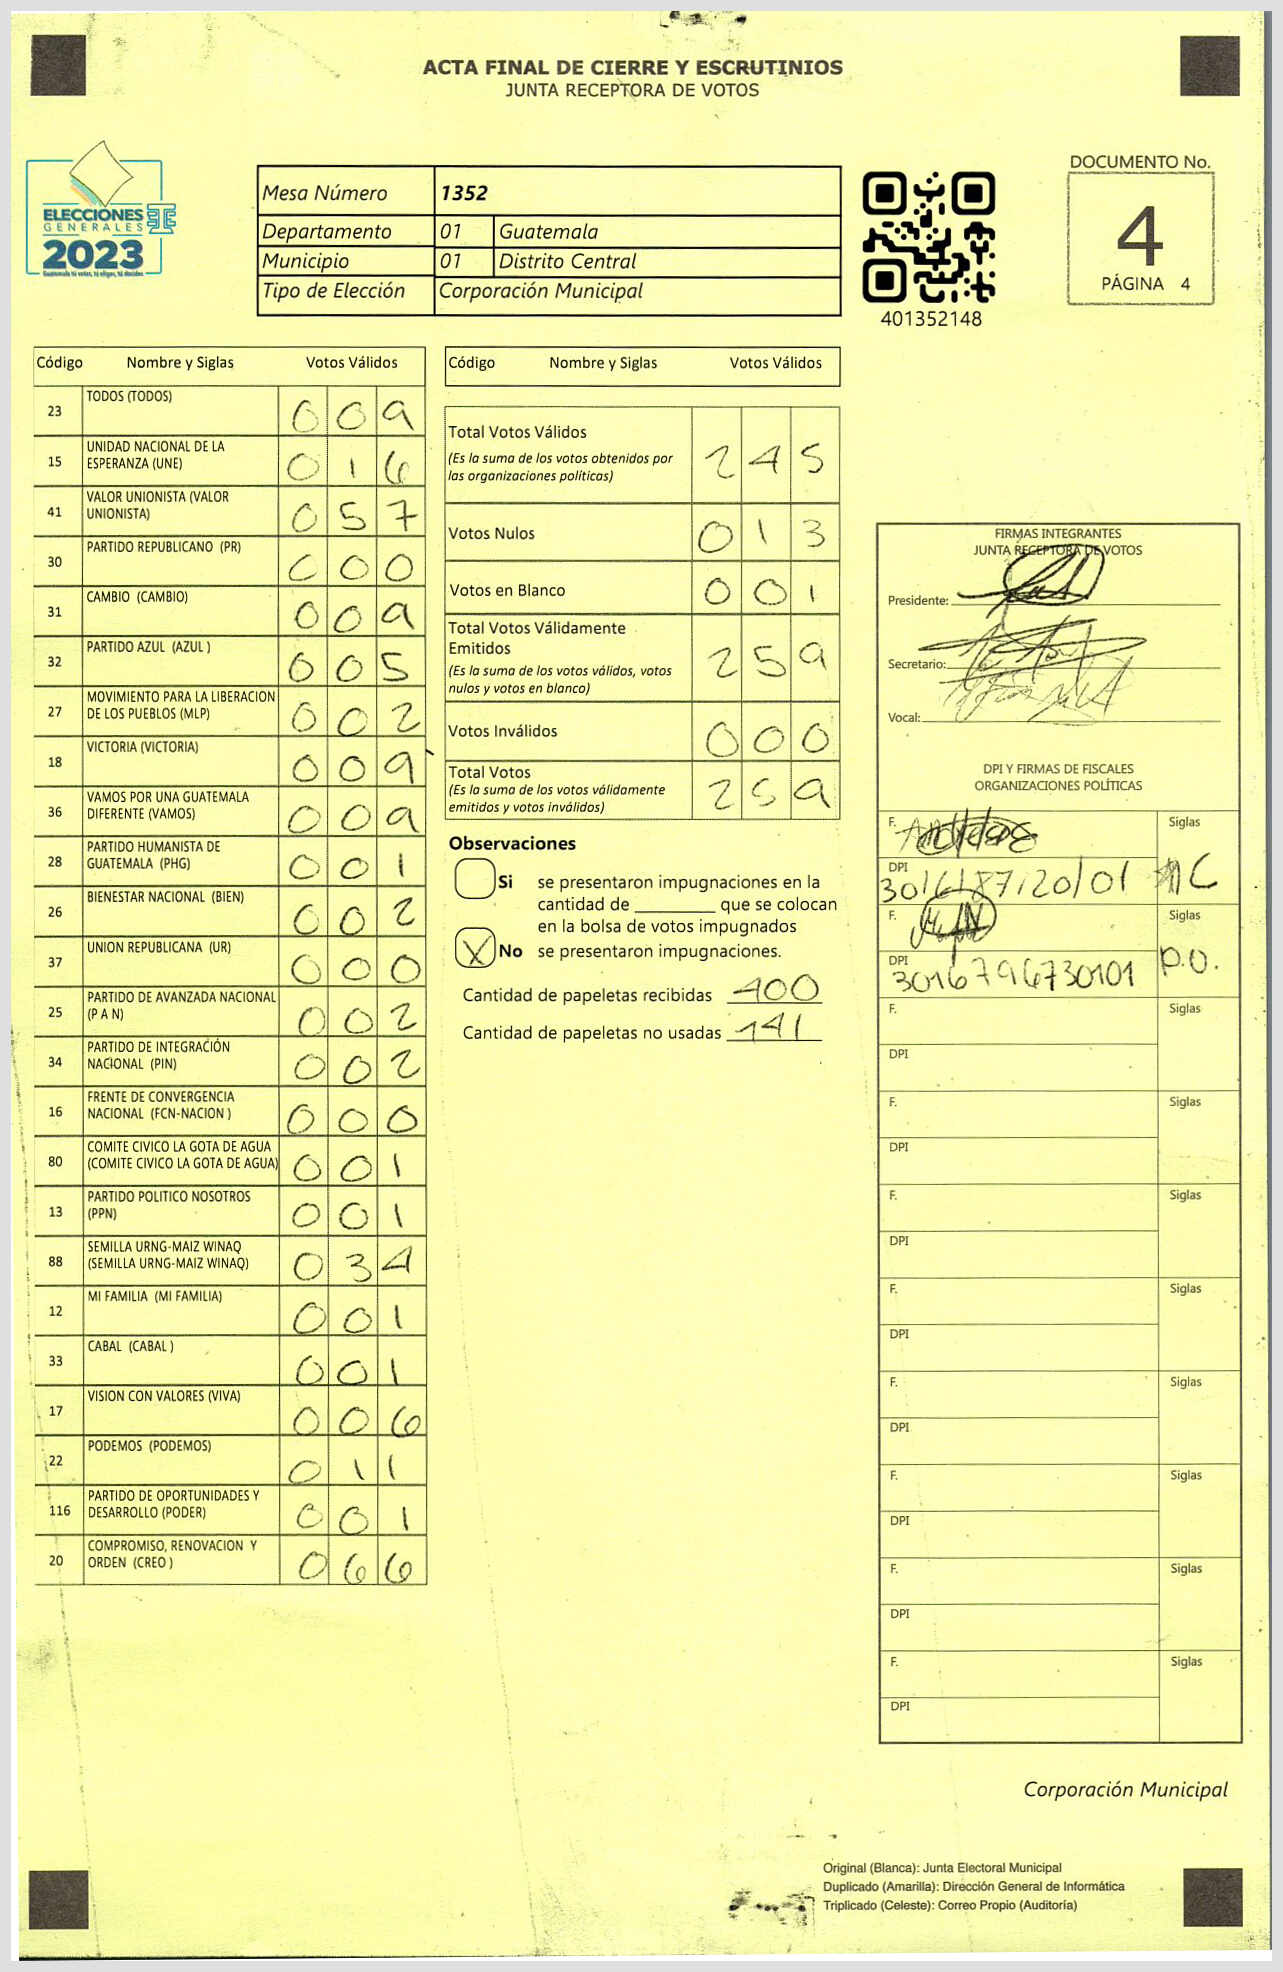 ACTA FINAL DE CIERRE Y ESCRUTINIOS
JUNTA RECEPTORA DE VOTOS
ELECCIONES
GENERALES
2023
Guatemala tú votas, tú eliges, tú decides
Mesa Número 1352
Departamento 01 Guatemala
Municipio 01 Distrito Central
Tipo de Elección Corporación Municipal
401352148
DOCUMENTO No.
4
PÁGINA 4
Código Nombre y Siglas Votos Válidos
23 TODOS (TODOS) 0 0 9
15 UNIDAD NACIONAL DE LA
ESPERANZA (UNE) 0 1 6
41 VALOR UNIONISTA (VALOR
UNIONISTA) 0 5 7
30 PARTIDO REPUBLICANO (PR) 0 0 0
31 CAMBIO (CAMBIO) 0 0 9
32 PARTIDO AZUL (AZUL ) 0 0 5
27 MOVIMIENTO PARA LA LIBERACION
DE LOS PUEBLOS (MLP) 0 0 2
18 VICTORIA (VICTORIA) 0 0 9
36 VAMOS POR UNA GUATEMALA
DIFERENTE (VAMOS) 0 0 9
28 PARTIDO HUMANISTA DE
GUATEMALA (PHG) 0 0 1
26 BIENESTAR NACIONAL (BIEN) 0 0 2
37 UNION REPUBLICANA (UR) 0 0 0
25 PARTIDO DE AVANZADA NACIONAL
(P A N) 0 0 2
34 PARTIDO DE INTEGRACIÓN
NACIONAL (PIN) 0 0 2
16 FRENTE DE CONVERGENCIA
NACIONAL (FCN-NACION ) 0 0 0
80 COMITE CIVICO LA GOTA DE AGUA
(COMITE CIVICO LA GOTA DE AGUA) 0 0 1
13 PARTIDO POLITICO NOSOTROS
(PPN) 0 0 1
88 SEMILLA URNG-MAIZ WINAQ
(SEMILLA URNG-MAIZ WINAQ) 0 3 4
12 MI FAMILIA (MI FAMILIA) 0 0 1
33 CABAL (CABAL ) 0 0 1
17 VISION CON VALORES (VIVA) 0 0 6
22 PODEMOS (PODEMOS) 0 1 1
116 PARTIDO DE OPORTUNIDADES Y
DESARROLLO (PODER) 0 0 1
20 COMPROMISO, RENOVACION Y
ORDEN (CREO ) 0 6 6
Código Nombre y Siglas Votos Válidos
Total Votos Válidos 2 4 5
(Es la suma de los votos obtenidos por
las organizaciones políticas)
Votos Nulos 0 1 3
Votos en Blanco 0 0 1
Total Votos Válidamente
Emitidos 2 5 9
(Es la suma de los votos válidos, votos
nulos y votos en blanco)
Votos Inválidos 0 0 0
Total Votos 2 5 9
(Es la suma de los votos válidamente
emitidos y votos inválidos)
Observaciones
Si se presentaron impugnaciones en la
cantidad de ________ que se colocan
en la bolsa de votos impugnados
X No se presentaron impugnaciones.
Cantidad de papeletas recibidas 400
Cantidad de papeletas no usadas 141
FIRMAS INTEGRANTES
JUNTA RECEPTORA DE VOTOS
Presidente:
Secretario:
Vocal:
DPI Y FIRMAS DE FISCALES
ORGANIZACIONES POLÍTICAS
F. Siglas
DPI
F. Siglas
DPI 3016796730101 P.U.
F. Siglas
DPI
F. Siglas
DPI
F. Siglas
DPI
F. Siglas
DPI
F. Siglas
DPI
F. Siglas
DPI
F. Siglas
DPI
F. Siglas
DPI
Corporación Municipal
Original (Blanca): Junta Electoral Municipal
Duplicado (Amarilla): Dirección General de Informática
Triplicado (Celeste): Correo Propio (Auditoría)